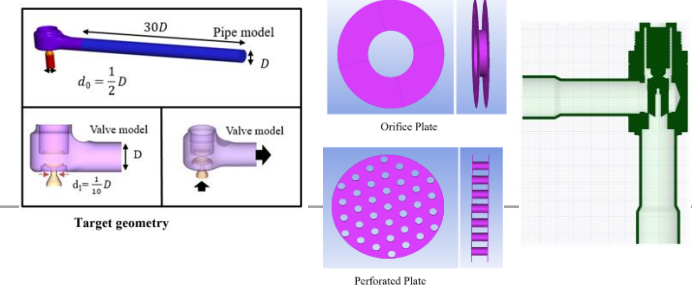 30D
Pipe model
D
d₀ = 1/2 D
Valve model
D
d₁= 1/10 D
Valve model
Target geometry
Orifice Plate
Perforated Plate